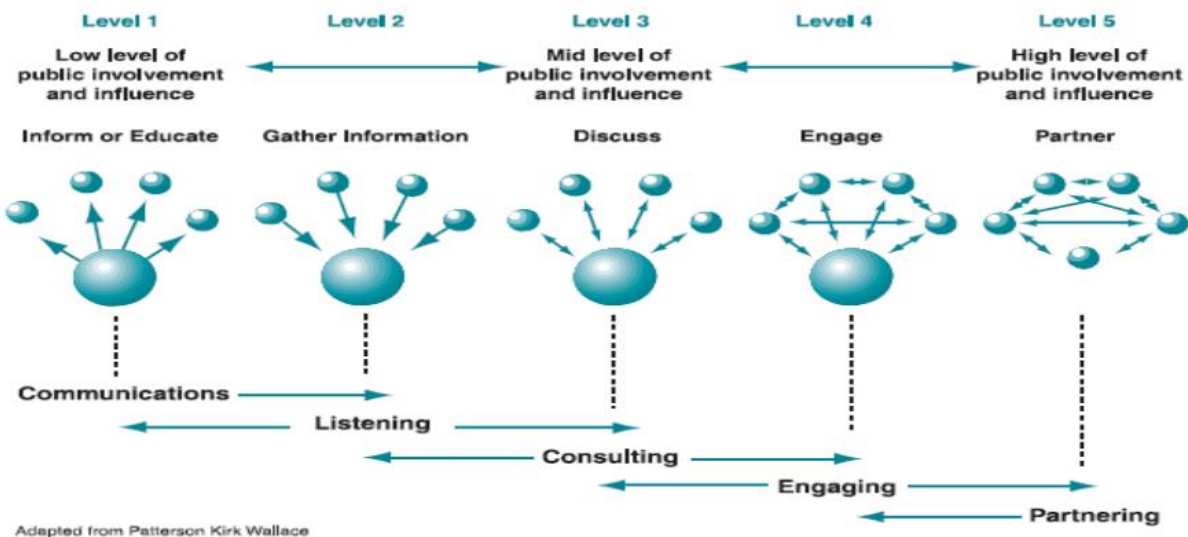 Level 1
Level 2
Level 3
Level 4
Level 5
Low level of
public involvement
and influence
Mid level of
public involvement
and influence
High level of
public involvement
and influence
Inform or Educate
Gather Information
Discuss
Engage
Partner
Communications
Listening
Consulting
Engaging
Partnering
Adapted from Patterson Kirk Wallace